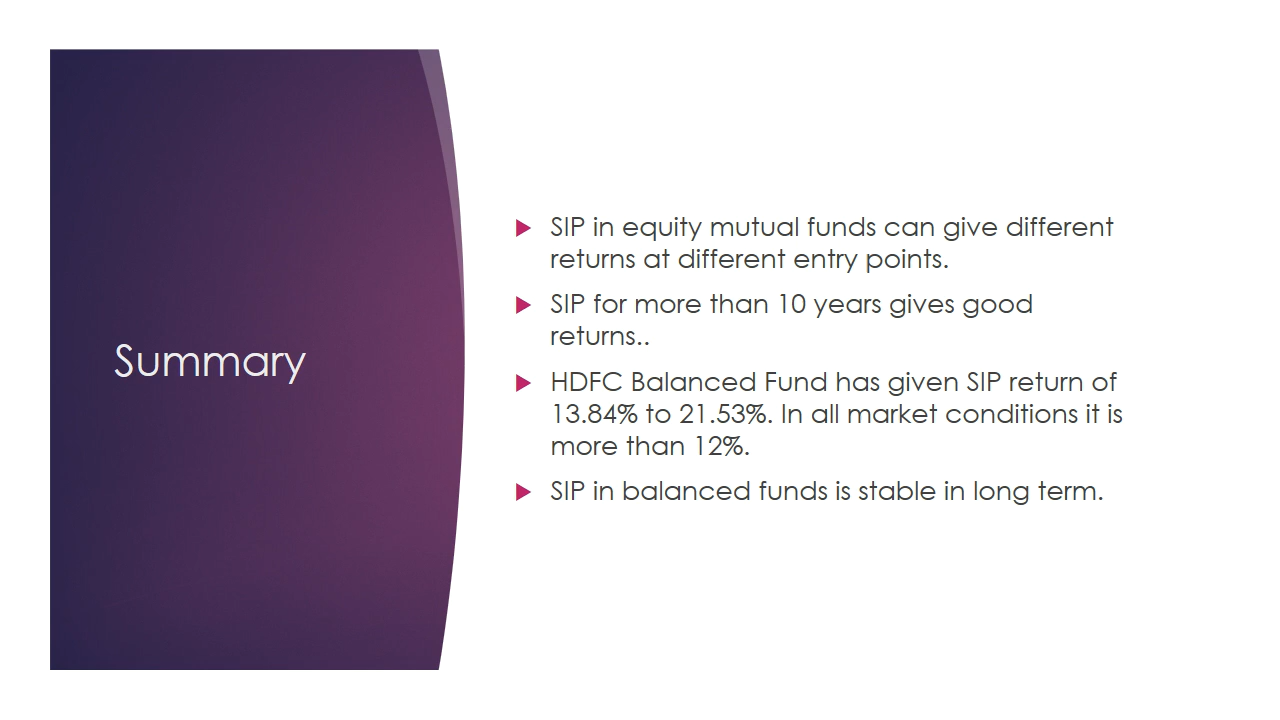 Summary
SIP in equity mutual funds can give different
returns at different entry points.
SIP for more than 10 years gives good
returns..
HDFC Balanced Fund has given SIP return of
13.84% to 21.53%. In all market conditions it is
more than 12%.
SIP in balanced funds is stable in long term.